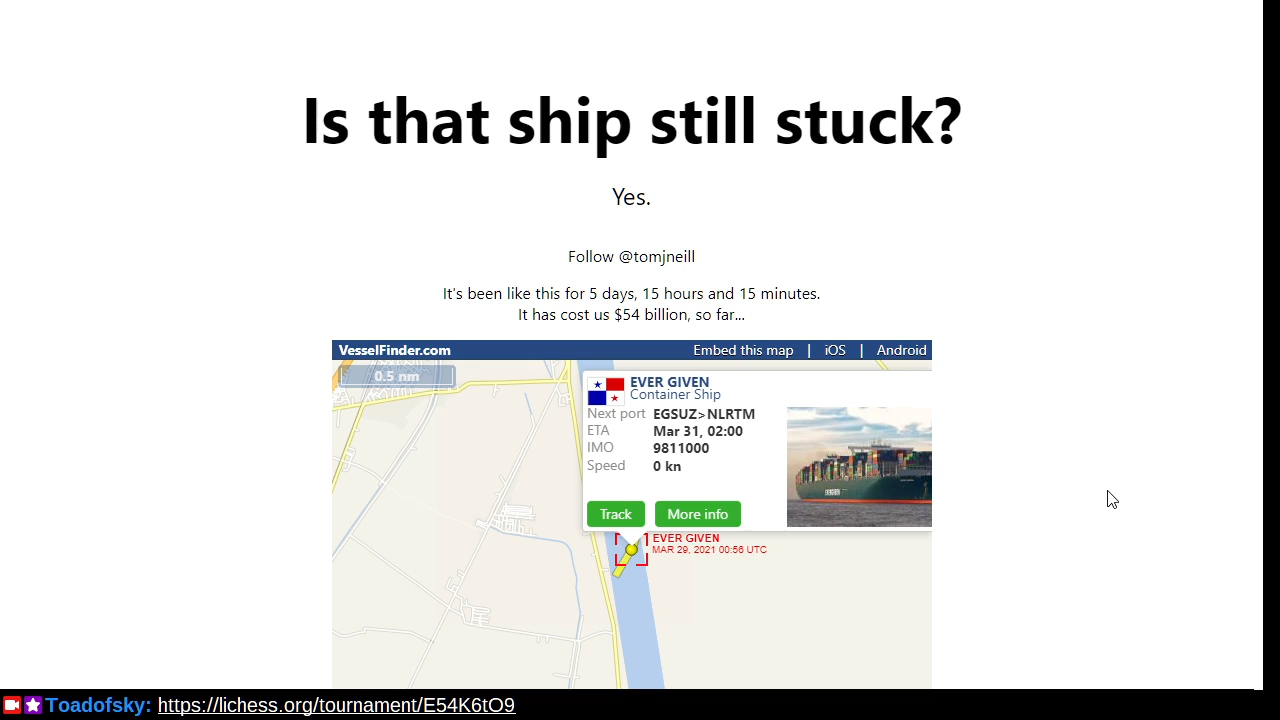 Is that ship still stuck?
Yes.
Follow @tomjneill
It's been like this for 5 days, 15 hours and 15 minutes.
It has cost us $54 billion, so far...
VesselFinder.com Embed this map | iOS | Android
0.5 nm
EVER GIVEN
Container Ship
Next port EGSUZ>NLRTM
ETA Mar 31, 02:00
IMO 9811000
Speed 0 kn
Track More info
EVER GIVEN
MAR 29, 2021 00:56 UTC
Toadofsky: https://lichess.org/tournament/E54K6tO9